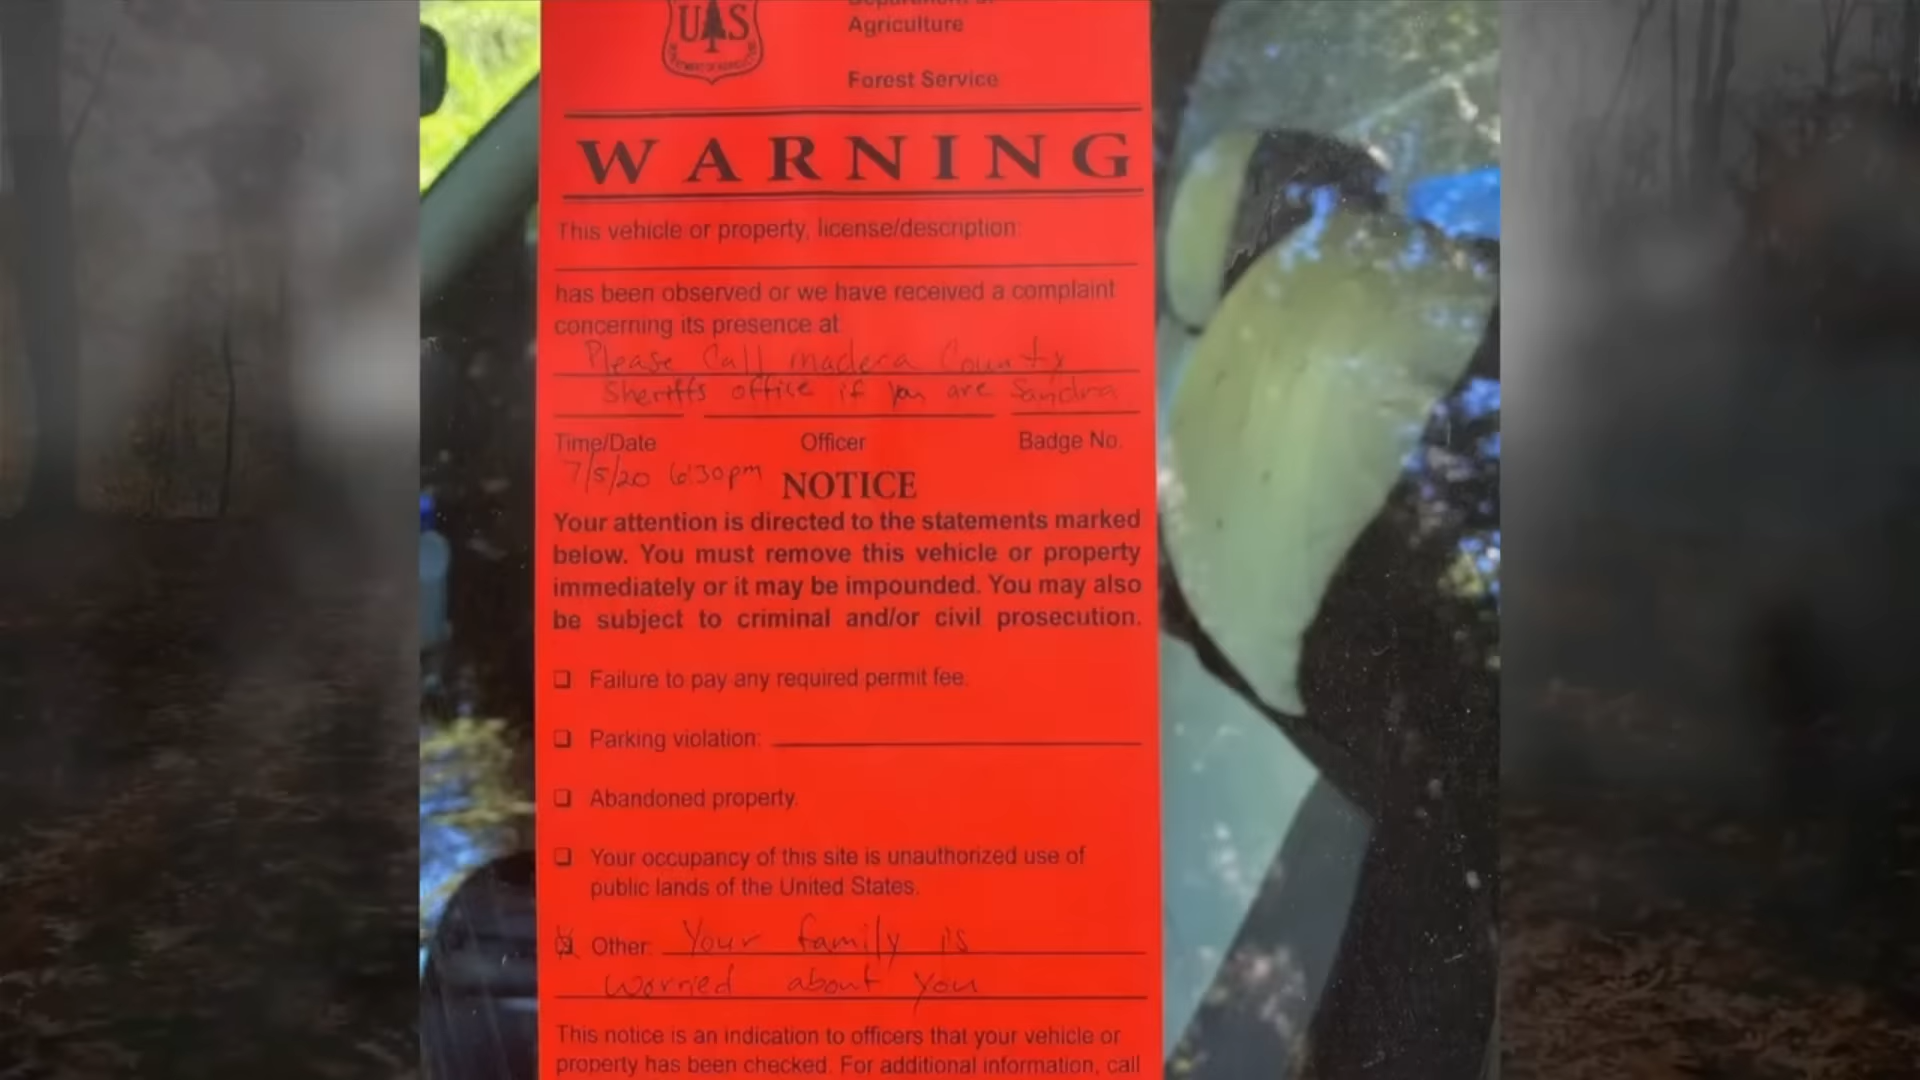 US
Agriculture
Forest Service
WARNING
This vehicle or property, license/description:
has been observed or we have received a complaint
concerning its presence at:
Please Call Madera County
Sheriffs office if you are Sandra
Time/Date Officer Badge No.
7/5/20 6:30pm
NOTICE
Your attention is directed to the statements marked
below. You must remove this vehicle or property
immediately or it may be impounded. You may also
be subject to criminal and/or civil prosecution.
❏ Failure to pay any required permit fee.
❏ Parking violation:
❏ Abandoned property.
❏ Your occupancy of this site is unauthorized use of
public lands of the United States.
❏ Other: Your family is
worried about you
This notice is an indication to officers that your vehicle or
property has been checked. For additional information, call